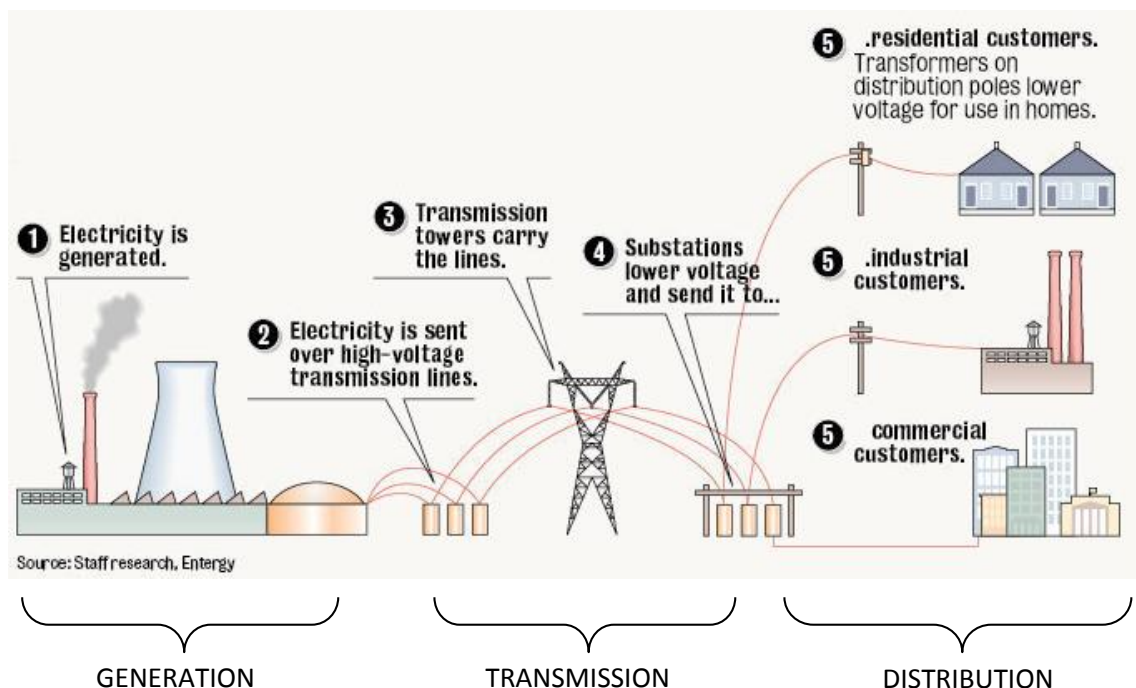 1 Electricity is
generated.
2 Electricity is sent
over high-voltage
transmission lines.
3 Transmission
towers carry
the lines.
4 Substations
lower voltage
and send it to...
5 .residential customers.
Transformers on
distribution poles lower
voltage for use in homes.
5 .industrial
customers.
5 commercial
customers.
Source: Staff research, Entergy
GENERATION
TRANSMISSION
DISTRIBUTION